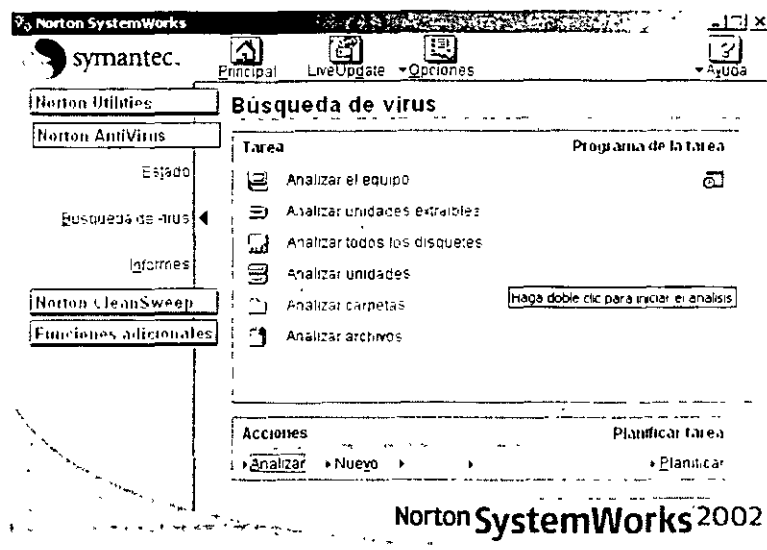 Norton SystemWorks
symantec.
Principal LiveUpdate Opciones Ayuda
Norton Utilities
Norton AntiVirus
Estado
Búsqueda de virus
Informes
Norton CleanSweep
Funciones adicionales
Búsqueda de virus
Tarea Programa de la tarea
Analizar el equipo
Analizar unidades extraíbles
Analizar todos los disquetes
Analizar unidades
Analizar carpetas
Haga doble clic para iniciar el analisis
Analizar archivos
Acciones Planificar tarea
Analizar Nuevo Planificar
Norton SystemWorks 2002